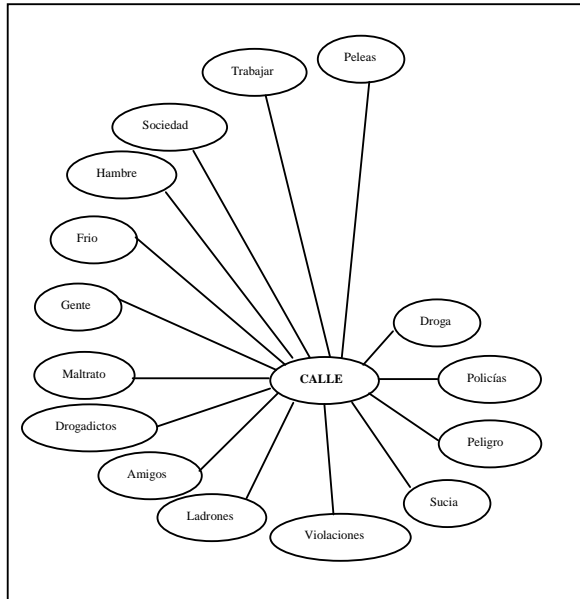 Peleas
Trabajar
Sociedad
Hambre
Frio
Gente
Droga
CALLE
Maltrato
Policías
Drogadictos
Peligro
Amigos
Sucia
Ladrones
Violaciones